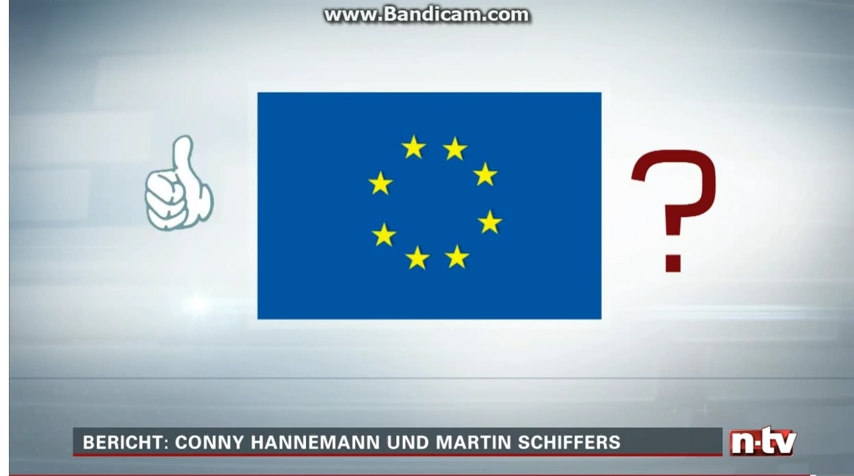 www.Bandicam.com
?
BERICHT: CONNY HANNEMANN UND MARTIN SCHIFFERS
n-tv